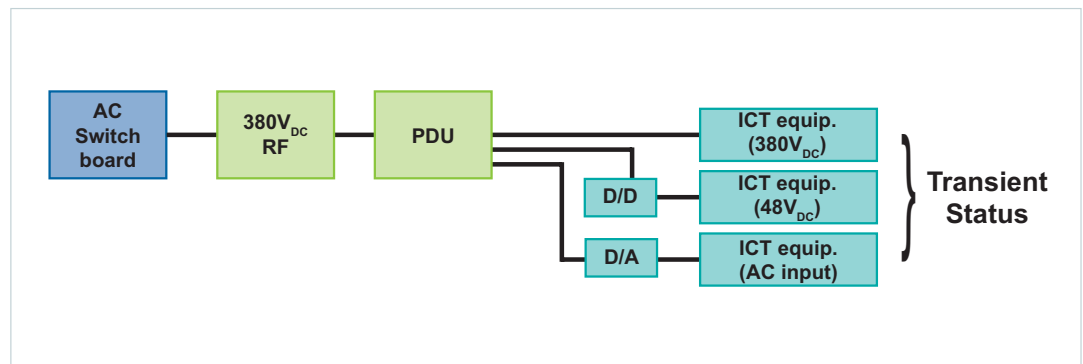 AC
Switch
board
380VDC
RF
PDU
ICT equip.
(380VDC)
D/D
ICT equip.
(48VDC)
D/A
ICT equip.
(AC input)
Transient
Status